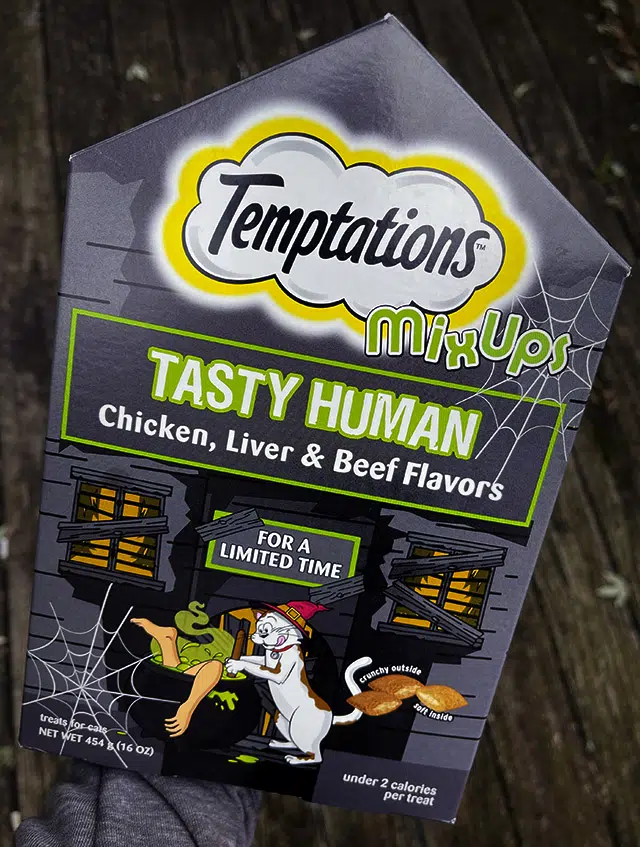 Temptations™
MixUps
TASTY HUMAN
Chicken, Liver & Beef Flavors
FOR A
LIMITED TIME
crunchy outside
soft inside
treats for cats
NET WET 454 g (16 OZ)
under 2 calories
per treat